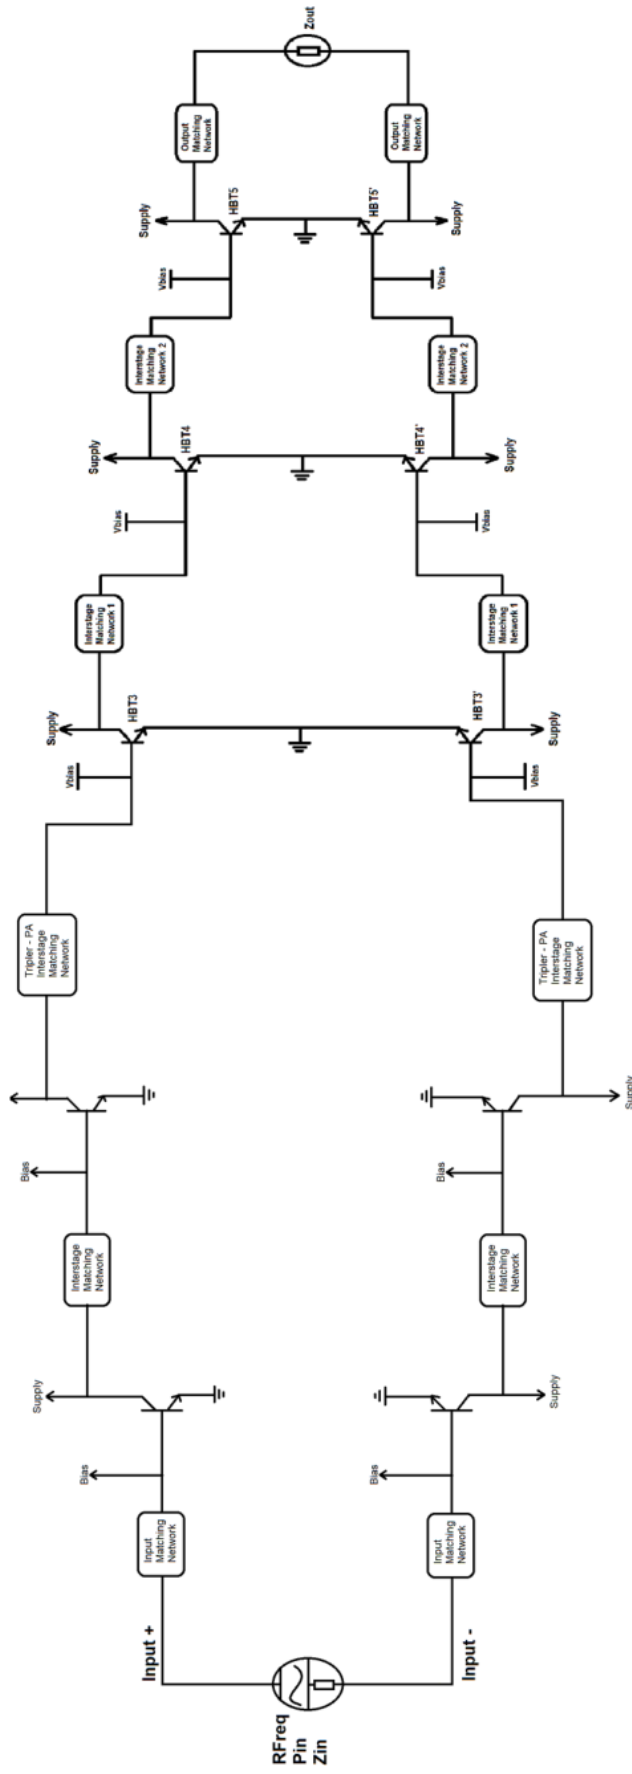 RFreq
Pin
Zin
Input +
Input
Matching
Network
Bias
Supply
Interstage
Matching
Network
Bias
Tripler - PA
Interstage
Matching
Network
Vbias
Supply
HBT3
Interstage
Matching
Network 1
Vbias
Supply
HBT4
Interstage
Matching
Network 2
Vbias
Supply
HBT5
Output
Matching
Network
Zout
Input -
Input
Matching
Network
Bias
Supply
Interstage
Matching
Network
Bias
Supply
Tripler - PA
Interstage
Matching
Network
Vbias
HBT3'
Supply
Interstage
Matching
Network 1
Vbias
HBT4'
Supply
Interstage
Matching
Network 2
Vbias
HBT5'
Supply
Output
Matching
Network